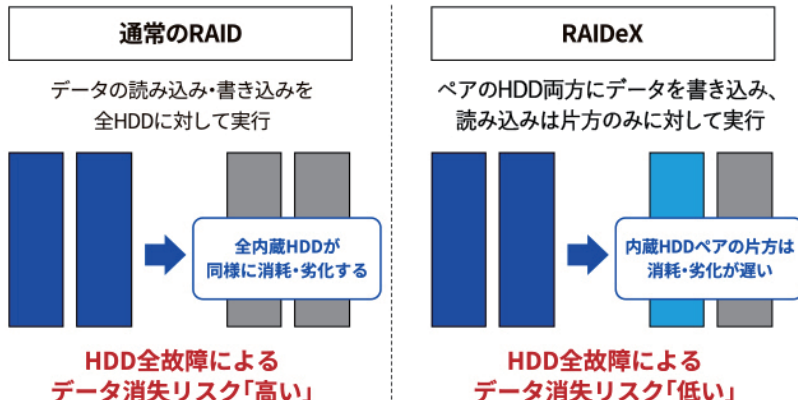 通常のRAID
データの読み込み・書き込みを
全HDDに対して実行
全内蔵HDDが
同様に消耗・劣化する
HDD全故障による
データ消失リスク「高い」
RAIDeX
ペアのHDD両方にデータを書き込み、
読み込みは片方のみに対して実行
内蔵HDDペアの片方は
消耗・劣化が遅い
HDD全故障による
データ消失リスク「低い」